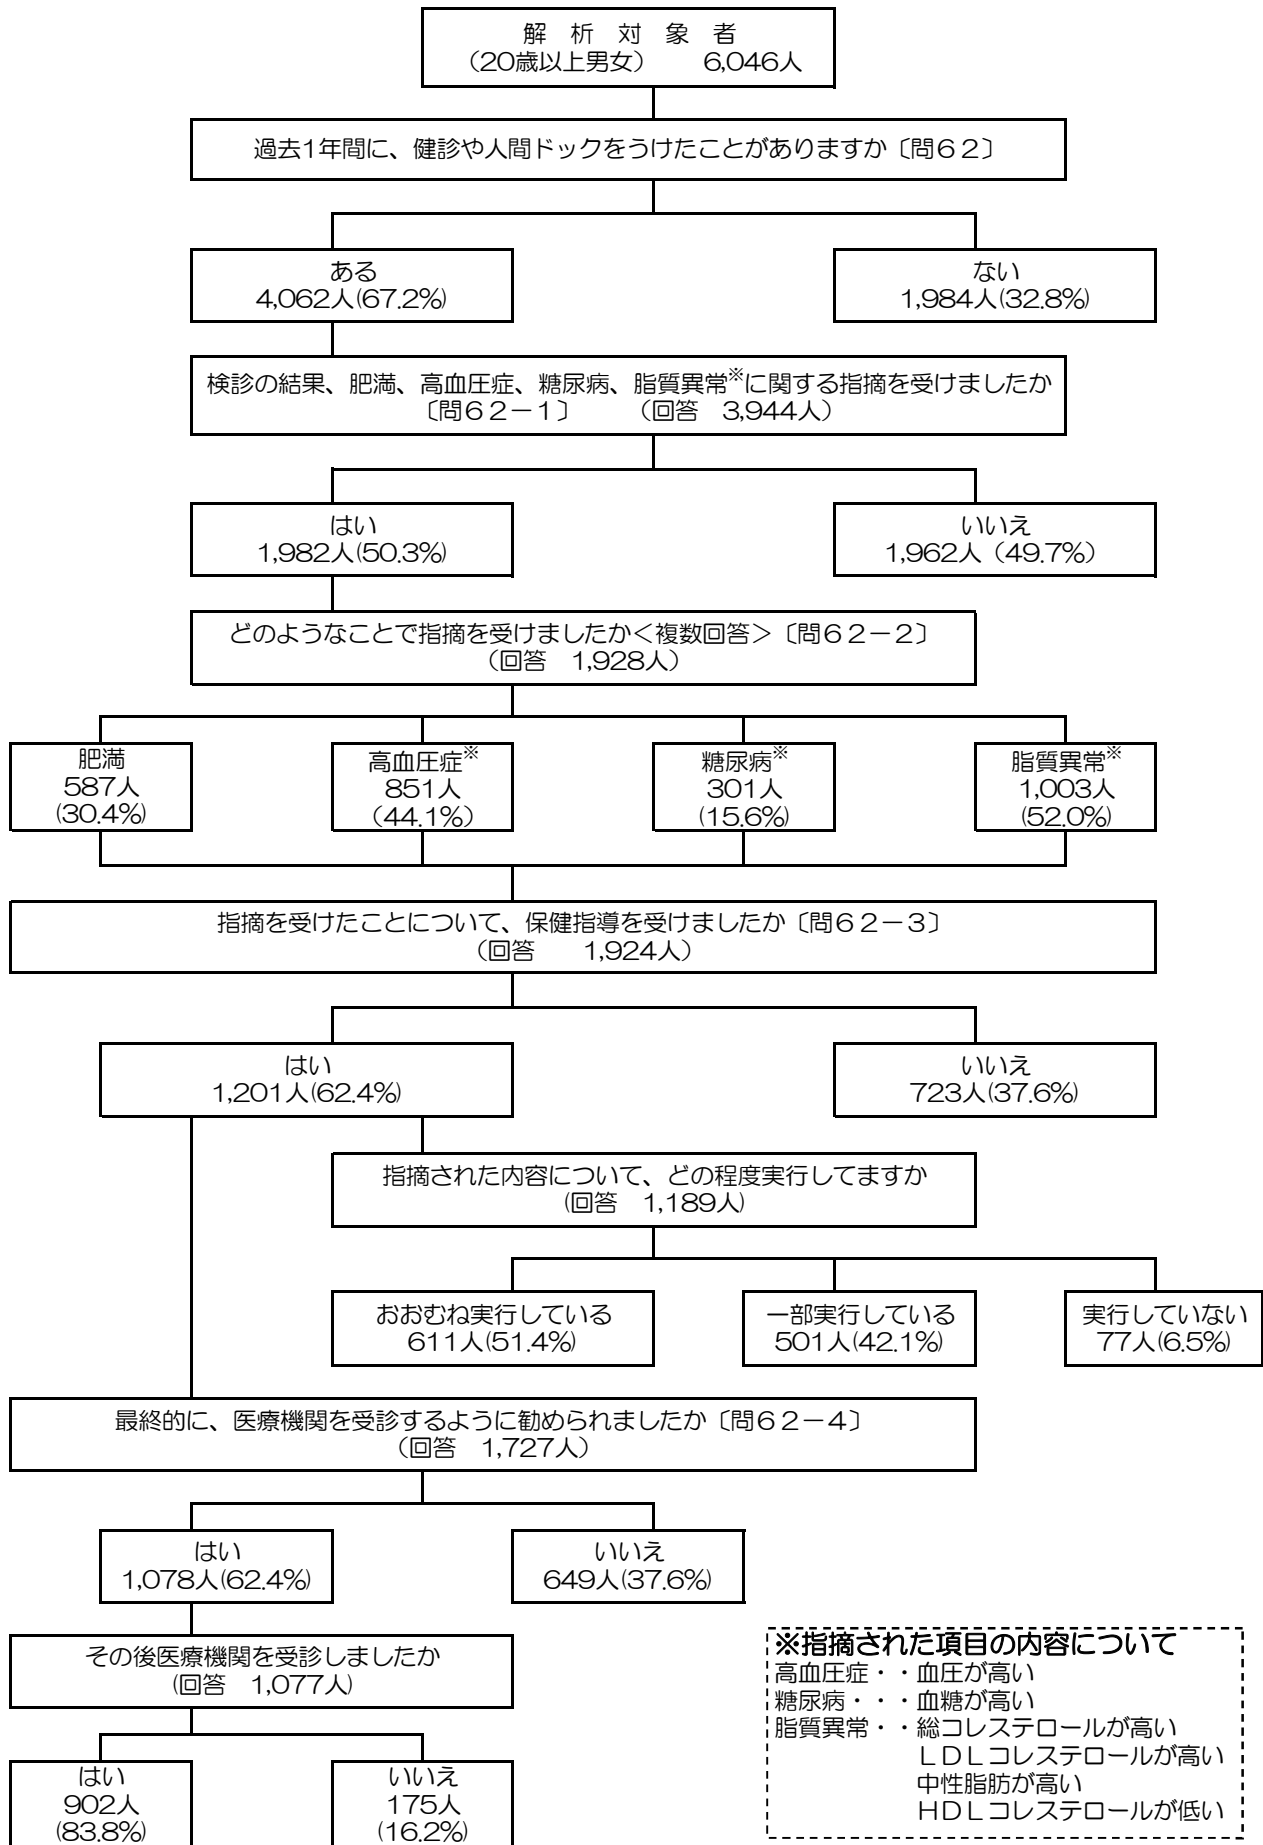 解　析　対　象　者
（20歳以上男女）　　6,046人
過去1年間に、健診や人間ドックをうけたことがありますか〔問６２〕
ある
4,062人(67.2%)
ない
1,984人(32.8%)
検診の結果、肥満、高血圧症、糖尿病、脂質異常※に関する指摘を受けましたか
〔問６２－１〕　　（回答　3,944人）
はい
1,982人(50.3%)
いいえ
1,962人（49.7%）
どのようなことで指摘を受けましたか＜複数回答＞〔問６２－２〕
（回答　1,928人）
肥満
587人
(30.4%)
高血圧症※
851人
（44.1%）
糖尿病※
301人
(15.6%)
脂質異常※
1,003人
(52.0%)
指摘を受けたことについて、保健指導を受けましたか〔問６２－３〕
（回答　　1,924人）
はい
1,201人(62.4%)
いいえ
723人(37.6%)
指摘された内容について、どの程度実行してますか
(回答　1,189人)
おおむね実行している
611人(51.4%)
一部実行している
501人(42.1%)
実行していない
77人(6.5%)
最終的に、医療機関を受診するように勧められましたか〔問６２－４〕
（回答　1,727人）
はい
1,078人(62.4%)
いいえ
649人(37.6%)
その後医療機関を受診しましたか
(回答　1,077人)
はい
902人
(83.8%)
いいえ
175人
(16.2%)
※指摘された項目の内容について
高血圧症・・血圧が高い
糖尿病・・・血糖が高い
脂質異常・・総コレステロールが高い
ＬＤＬコレステロールが高い
中性脂肪が高い
ＨＤＬコレステロールが低い